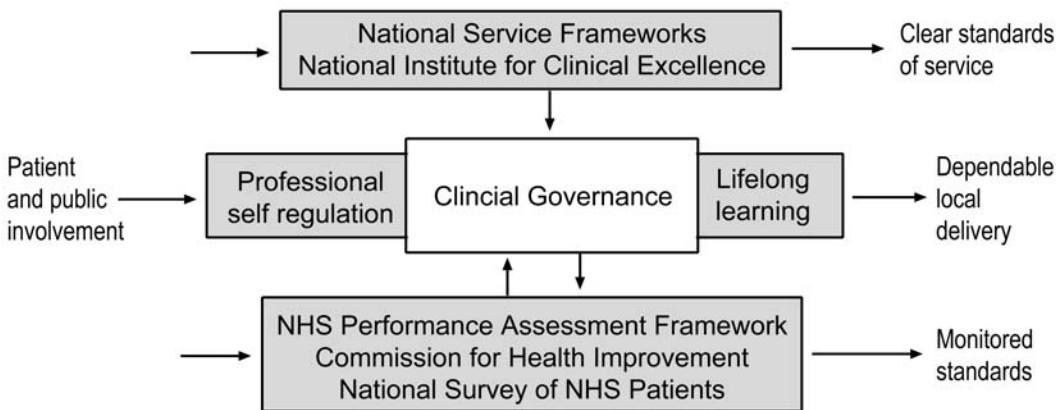 National Service Frameworks
National Institute for Clinical Excellence
Clear standards
of service
Patient
and public
involvement
Professional
self regulation
Clincial Governance
Lifelong
learning
Dependable
local
delivery
NHS Performance Assessment Framework
Commission for Health Improvement
National Survey of NHS Patients
Monitored
standards